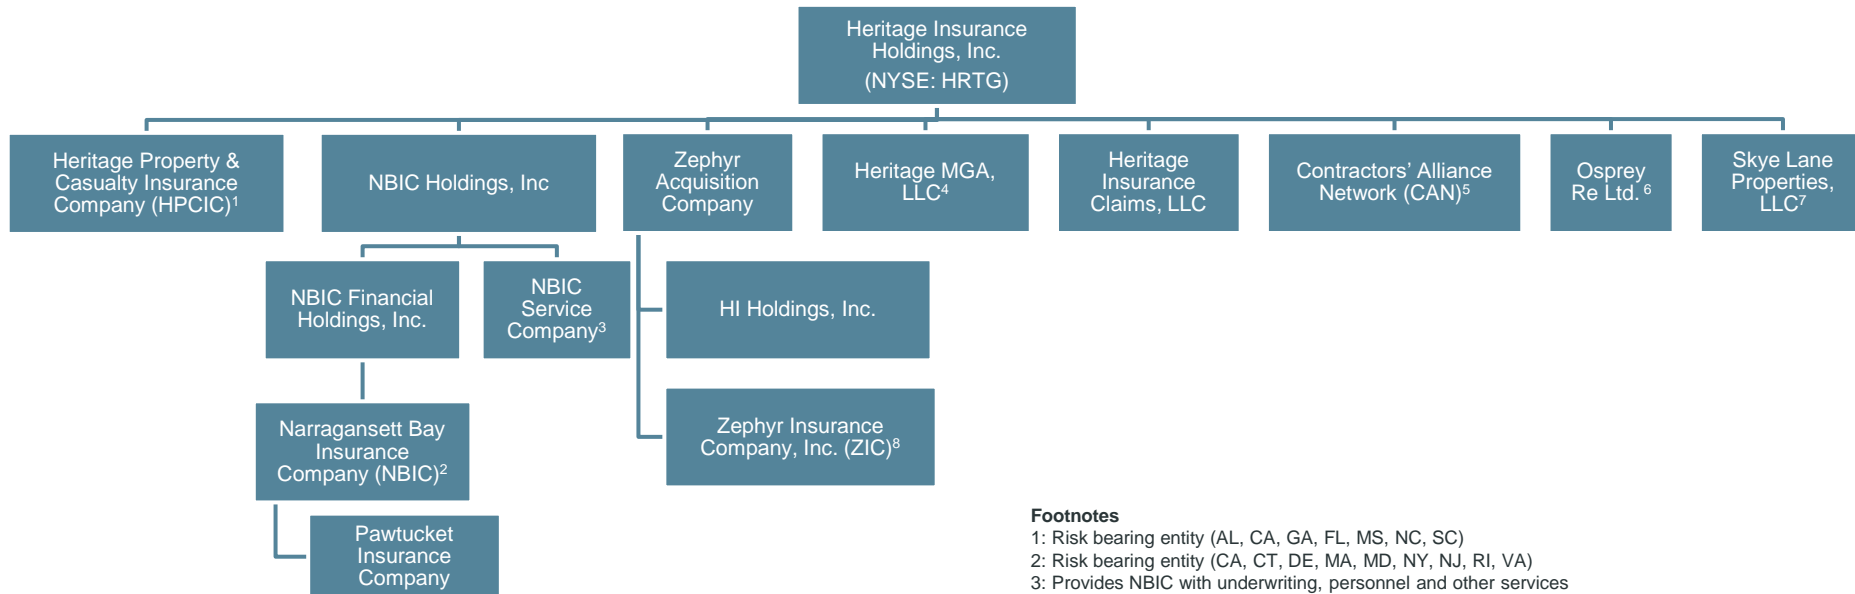 Heritage Insurance
Holdings, Inc.
(NYSE: HRTG)
Heritage Property &
Casualty Insurance
Company (HPCIC)¹
NBIC Holdings, Inc
Zephyr
Acquisition
Company
Heritage MGA,
LLC⁴
Heritage
Insurance
Claims, LLC
Contractors’ Alliance
Network (CAN)⁵
Osprey
Re Ltd. ⁶
Skye Lane
Properties,
LLC⁷
NBIC Financial
Holdings, Inc.
NBIC
Service
Company³
HI Holdings, Inc.
Narragansett Bay
Insurance
Company (NBIC)²
Zephyr Insurance
Company, Inc. (ZIC)⁸
Pawtucket
Insurance
Company
Footnotes
1: Risk bearing entity (AL, CA, GA, FL, MS, NC, SC)
2: Risk bearing entity (CA, CT, DE, MA, MD, NY, NJ, RI, VA)
3: Provides NBIC with underwriting, personnel and other services